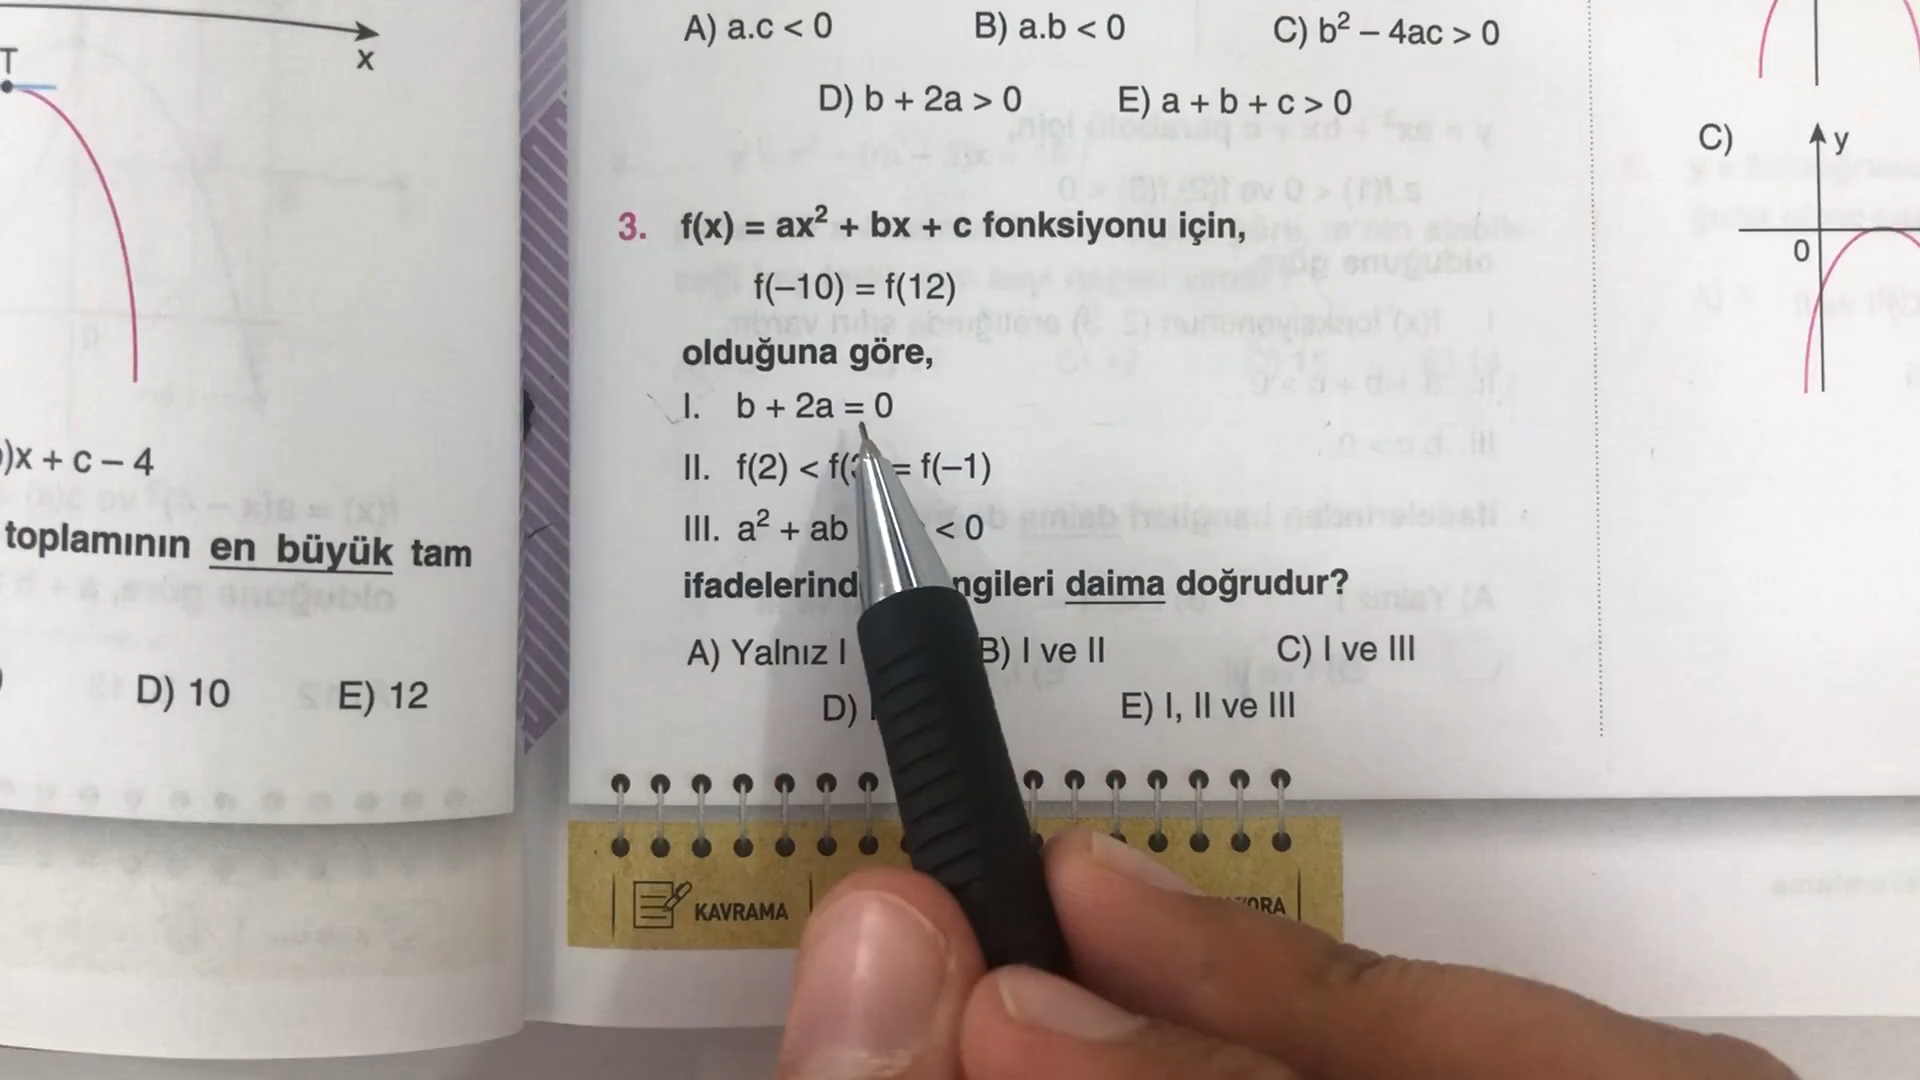 T
x
)x + c – 4
toplamının en büyük tam
D) 10 E) 12
A) a.c < 0 B) a.b < 0 C) b² – 4ac > 0
D) b + 2a > 0 E) a + b + c > 0
3. f(x) = ax² + bx + c fonksiyonu için,
f(–10) = f(12)
olduğuna göre,
I. b + 2a = 0
II. f(2) < f( = f(–1)
III. a² + ab < 0
ifadelerind ngileri daima doğrudur?
A) Yalnız I B) I ve II C) I ve III
D) E) I, II ve III
KAVRAMA
ORA
C) y
0